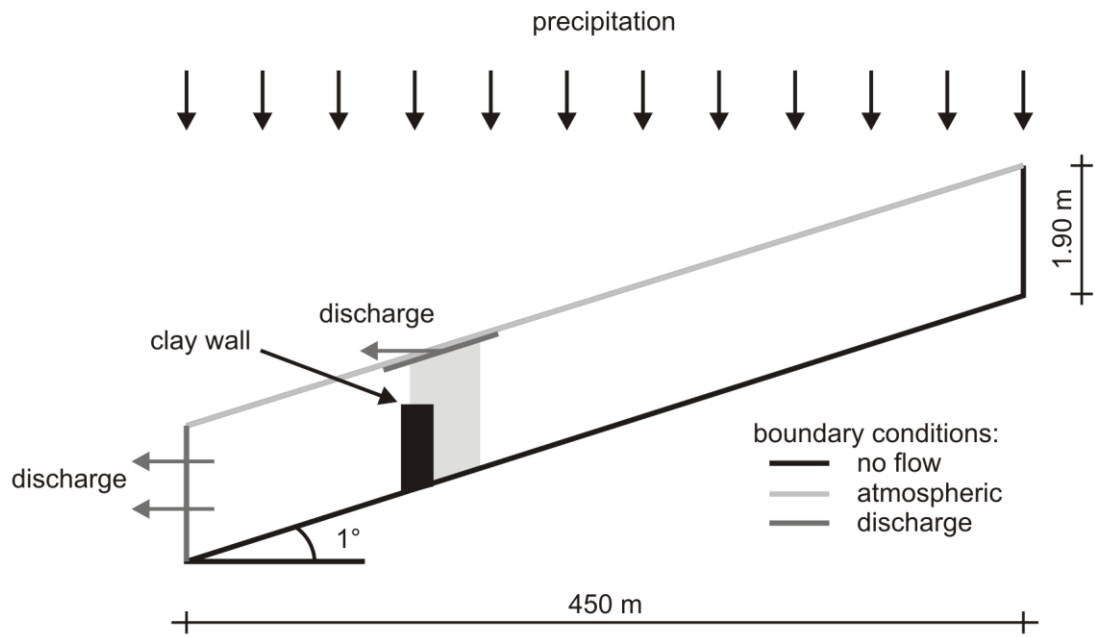 precipitation
1.90 m
discharge
clay wall
discharge
boundary conditions:
no flow
atmospheric
discharge
1°
450 m